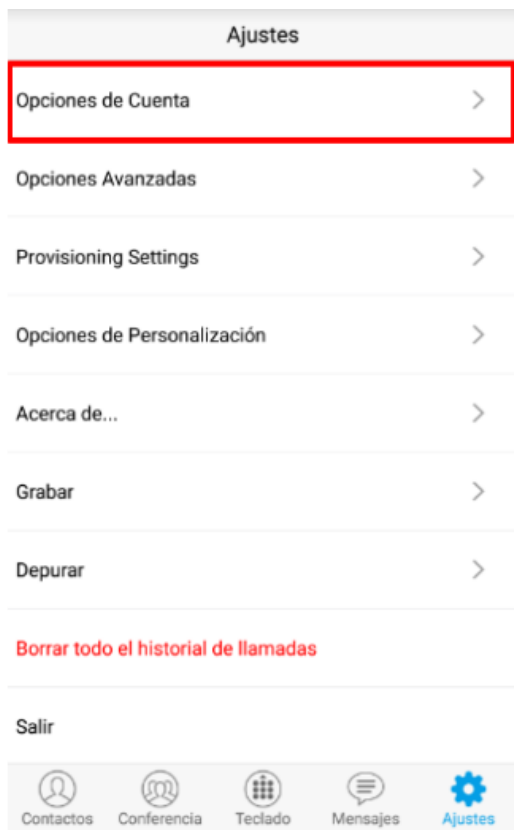 Ajustes
Opciones de Cuenta
Opciones Avanzadas
Provisioning Settings
Opciones de Personalización
Acerca de...
Grabar
Depurar
Borrar todo el historial de llamadas
Salir
Contactos Conferencia Teclado Mensajes Ajustes